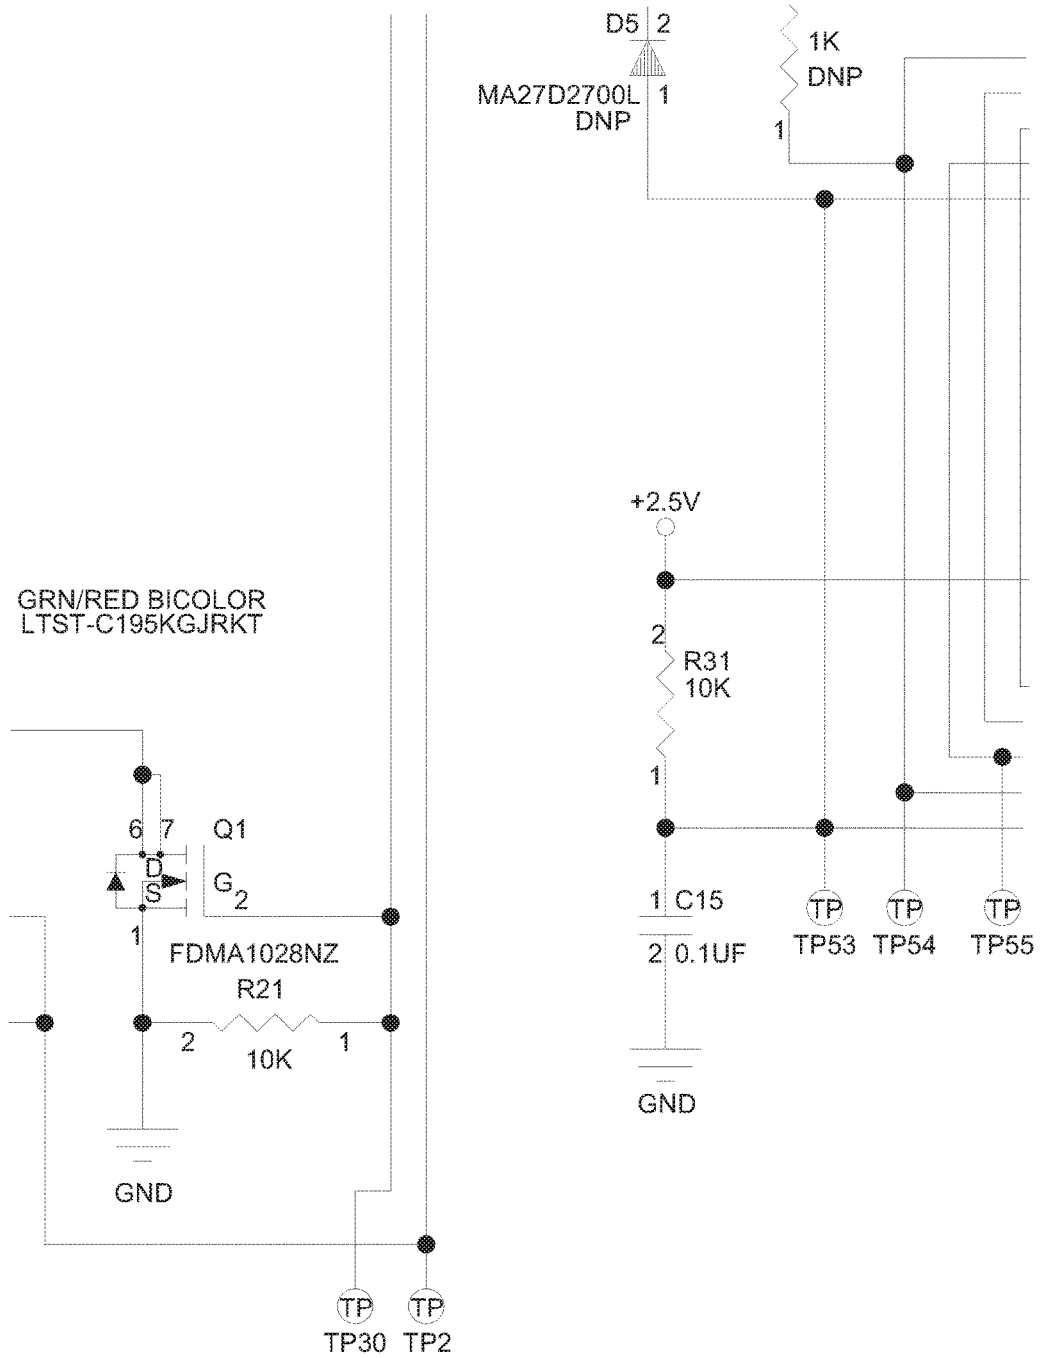 D5 2
1K
DNP
MA27D2700L 1
DNP
1
+2.5V
GRN/RED BICOLOR
LTST-C195KGJRKT
2
R31
10K
1
6 7 Q1
D
G
S
2
1
1 C15
TP TP TP
FDMA1028NZ
2 0.1UF
TP53 TP54 TP55
R21
2 1
10K
GND
GND
TP TP
TP30 TP2